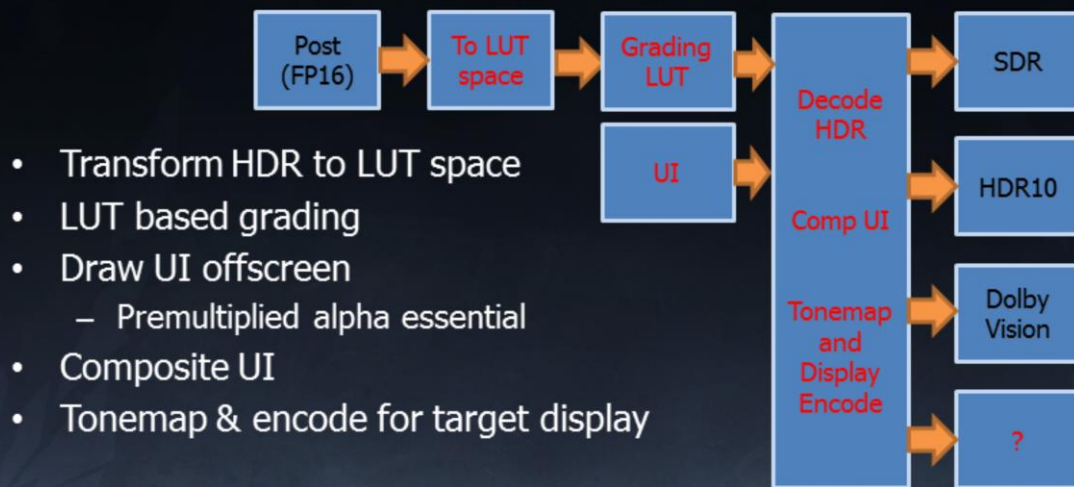 Post
(FP16)
To LUT
space
Grading
LUT
UI
Decode
HDR
Comp UI
Tonemap
and
Display
Encode
SDR
HDR10
Dolby
Vision
?
• Transform HDR to LUT space
• LUT based grading
• Draw UI offscreen
– Premultiplied alpha essential
• Composite UI
• Tonemap & encode for target display